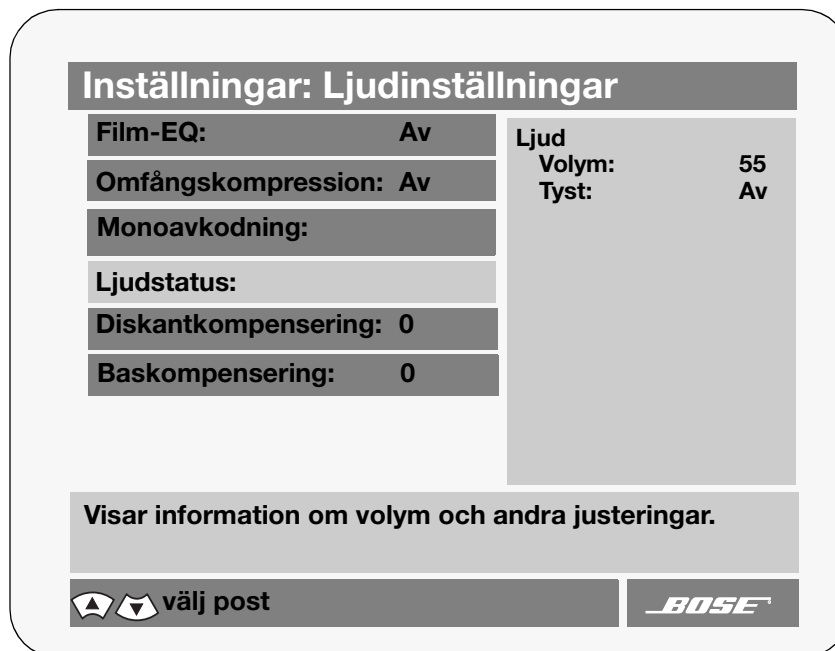 Inställningar: Ljudinställningar
Film-EQ: Av
Omfångskompression: Av
Monoavkodning:
Ljudstatus:
Diskantkompensering: 0
Baskompensering: 0
Ljud
Volym: 55
Tyst: Av
Visar information om volym och andra justeringar.
välj post
BOSE